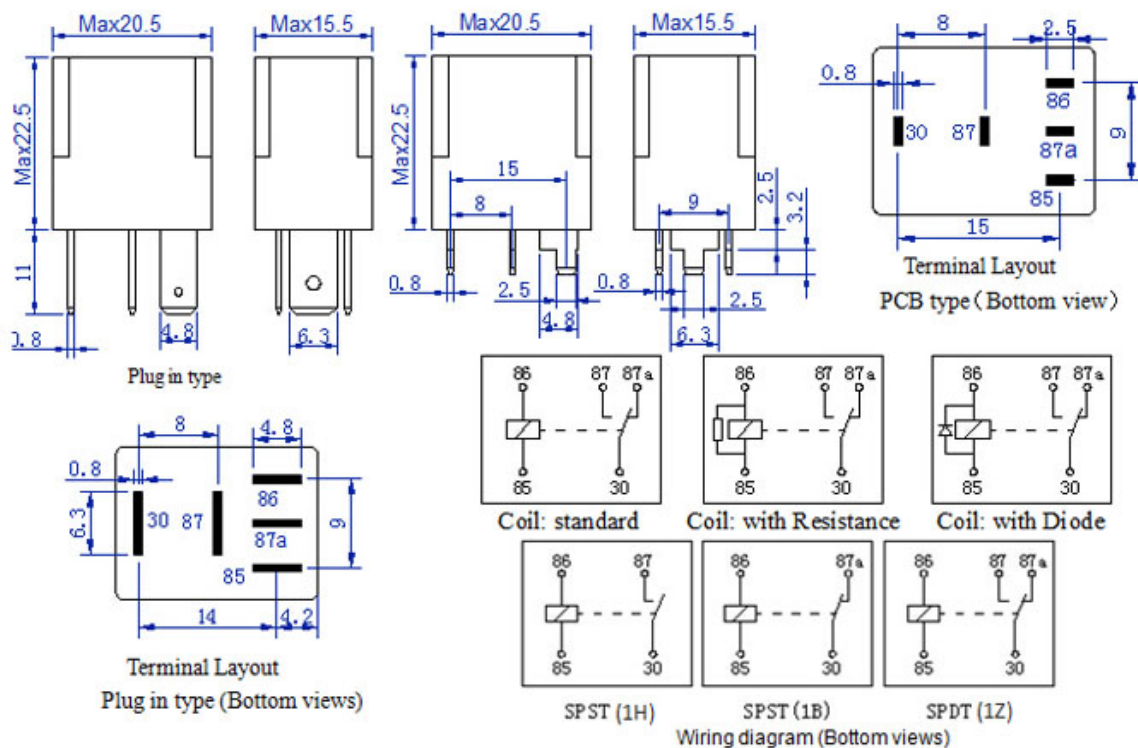 Max20.5
Max15.5
Max22.5
11
0.8
4.8
6.3
Plug in type
Max20.5
Max15.5
Max22.5
15
8
0.8
2.5
4.8
9
0.8
2.5
6.3
2.5
3.2
8
2.5
0.8
30
87
86
87a
85
9
15
Terminal Layout
PCB type (Bottom view)
8
4.8
0.8
6.3
30
87
86
87a
85
9
14
4.2
Terminal Layout
Plug in type (Bottom views)
86 87 87a
85 30
Coil: standard
86 87 87a
85 30
Coil: with Resistance
86 87 87a
85 30
Coil: with Diode
86 87
85 30
SPST (1H)
86 87a
85 30
SPST (1B)
86 87 87a
85 30
SPDT (1Z)
Wiring diagram (Bottom views)